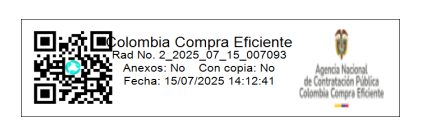 Colombia Compra Eficiente
Rad No. 2_2025_07_15_007093
Anexos: No Con copia: No
Fecha: 15/07/2025 14:12:41
Agencia Nacional
de Contratación Pública
Colombia Compra Eficiente